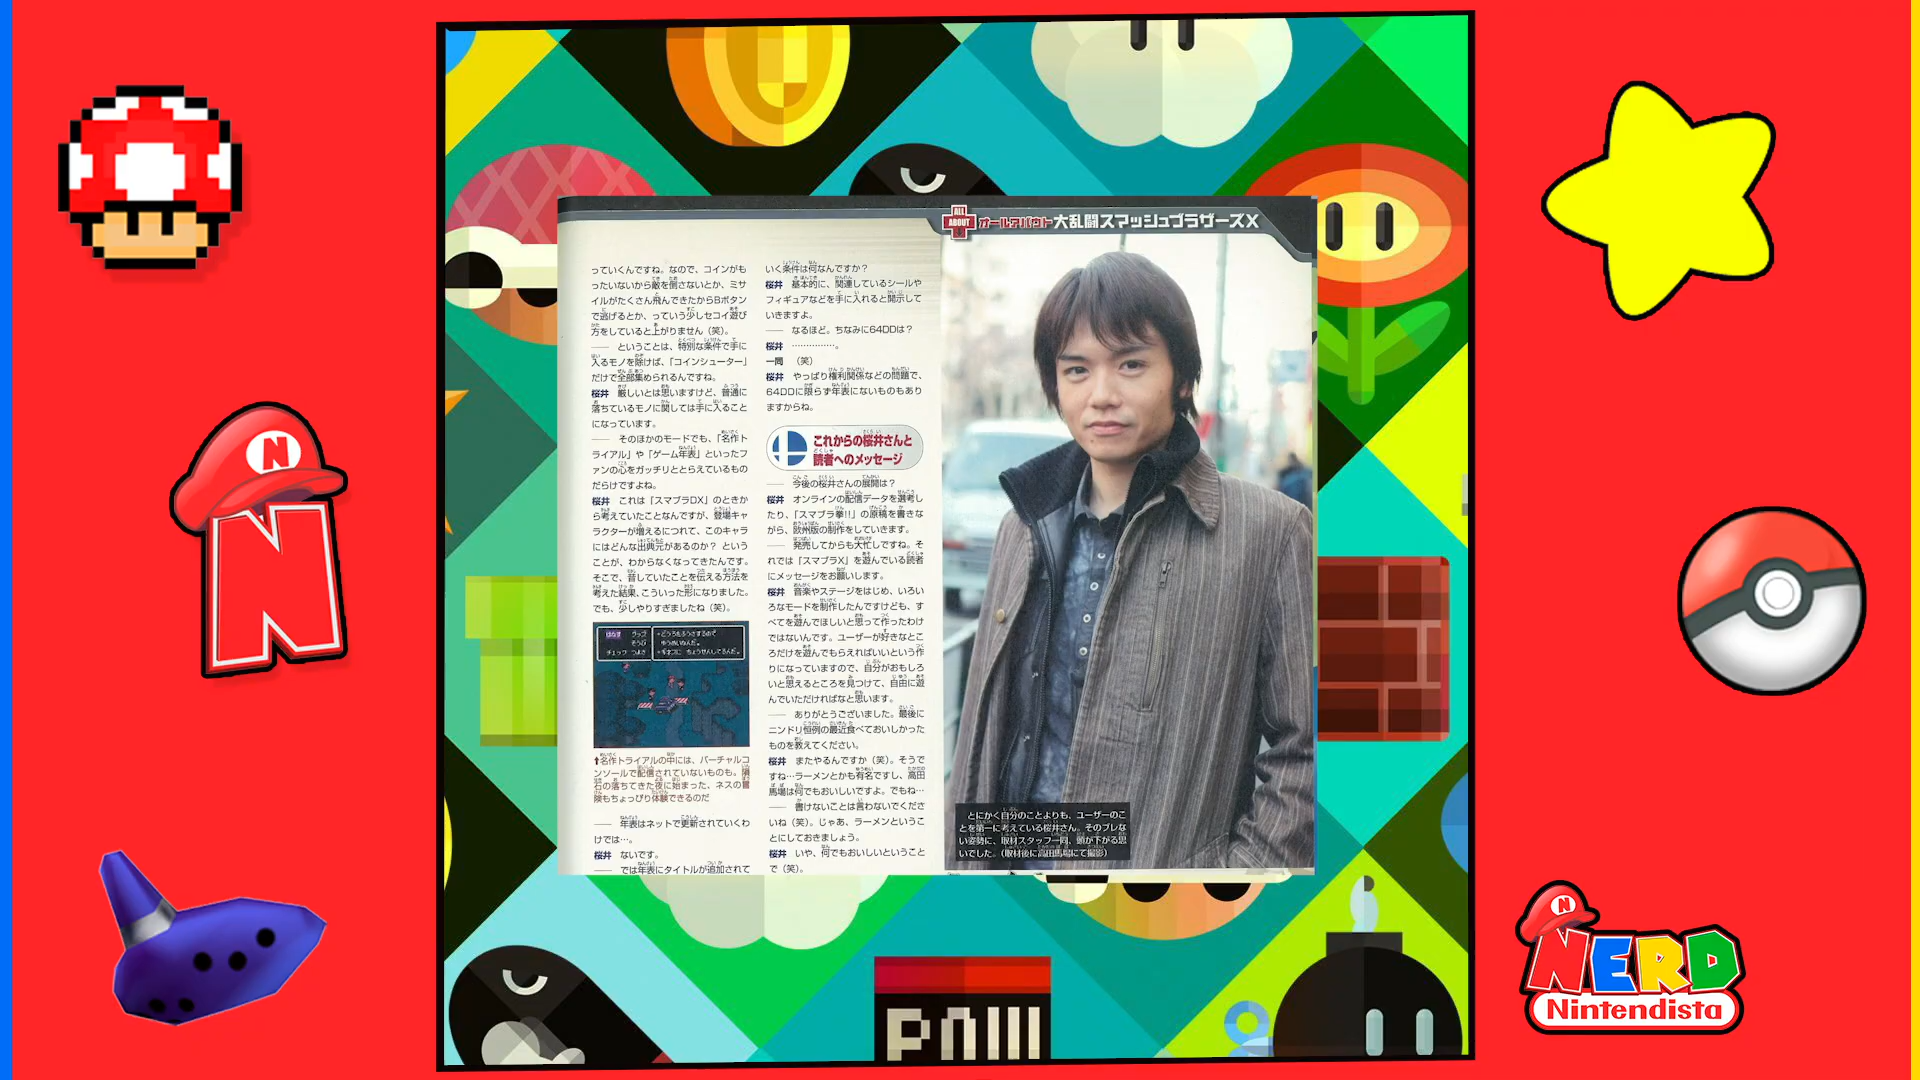 ALL
ABOUT
オールアバウト大乱闘スマッシュブラザーズX
っていくんですね。なので、コインがも
ったいないから敵を倒さないとか、ミサ
イルがたくさん飛んできたからBボタン
で逃げるとか、っていう少しセコイ遊び
方をしていると上がりません（笑）。
―― ということは、特別な条件で手に
入るモノを除けば、「コインシューター」
だけで全部集められるんですね。
桜井 厳しいとは思いますけど、普通に
落ちているモノに関しては手に入ること
になっています。
―― そのほかのモードでも、「名作ト
ライアル」や「ゲーム年表」といったフ
ァンの心をガッチリととらえているもの
だらけですよね。
桜井 これは「スマブラDX」のときか
ら考えていたことなんですが、登場キャ
ラクターが増えるにつれて、このキャラ
にはどんな出典元があるのか？ という
ことが、わからなくなってきたんです。
そこで、昔していたことを伝える方法を
考えた結果、こういった形になりました。
でも、少しやりすぎましたね（笑）。
はなす グッズ
そうび
チェック つよさ
⬆名作トライアルの中には、バーチャルコ
ンソールで配信されていないものも。隕
石の落ちてきた夜に始まった、ネスの冒
険もちょっぴり体験できるのだ
―― 年表はネットで更新されていくわ
けでは…。
桜井 ないです。
―― では年表にタイトルが追加されて
いく条件は何なんですか？
桜井 基本的に、関連しているシールや
フィギュアなどを手に入れると開示して
いきますよ。
―― なるほど。ちなみに64DDは？
桜井 ……………。
一同 （笑）
桜井 やっぱり権利関係などの問題で、
64DDに限らず年表にないものもあり
ますからね。
これからの桜井さんと
読者へのメッセージ
―― 今後の桜井さんの展開は？
桜井 オンラインの配信データを選考し
たり、「スマブラ拳!!」の原稿を書きな
がら、欧州版の制作をしていきます。
―― 発売してからも大忙しですね。そ
れでは「スマブラX」を遊んでいる読者
にメッセージをお願いします。
桜井 音楽やステージをはじめ、いろい
ろなモードを制作したんですけども、す
べてを遊んでほしいと思って作ったわけ
ではないんです。ユーザーが好きなとこ
ろだけを遊んでもらえればいいという作
りになっていますので、自分がおもしろ
いと思えるところを見つけて、自由に遊
んでいただければなと思います。
―― ありがとうございました。最後に
ニンドリ恒例の最近食べておいしかった
ものを教えてください。
桜井 またやるんですか（笑）。そうで
すね…ラーメンとかも有名ですし、高田
馬場は何でもおいしいですよ。でもね…
―― 書けないことは言わないでくださ
いね（笑）。じゃあ、ラーメンというこ
とにしておきましょう。
桜井 いや、何でもおいしいということ
で（笑）。
とにかく自分のことよりも、ユーザーのこ
とを第一に考えている桜井さん。そのブレな
い姿勢に、取材スタッフ一同、頭が下がる思
いでした。（取材後に高田馬場にて撮影）
N
N
POW
N
NERD
Nintendista